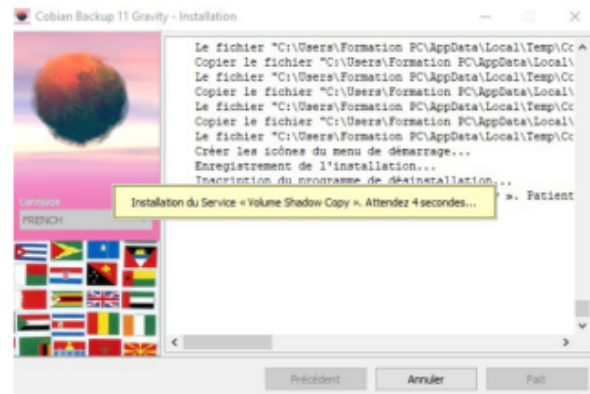 Cobian Backup 11 Gravity - Installation
Le fichier "C:\Users\Formation PC\AppData\Local\Temp\Cc
Copier le fichier "C:\Users\Formation PC\AppData\Local\
Le fichier "C:\Users\Formation PC\AppData\Local\Temp\Cc
Copier le fichier "C:\Users\Formation PC\AppData\Local\
Le fichier "C:\Users\Formation PC\AppData\Local\Temp\Cc
Copier le fichier "C:\Users\Formation PC\AppData\Local\
Le fichier "C:\Users\Formation PC\AppData\Local\Temp\Cc
Créer les icônes du menu de démarrage...
Enregistrement de l'installation...
Inscription du programme de désinstallation...
». Patient
Language
FRENCH
Installation du Service « Volume Shadow Copy ». Attendez 4 secondes...
Précédent
Annuler
Fait